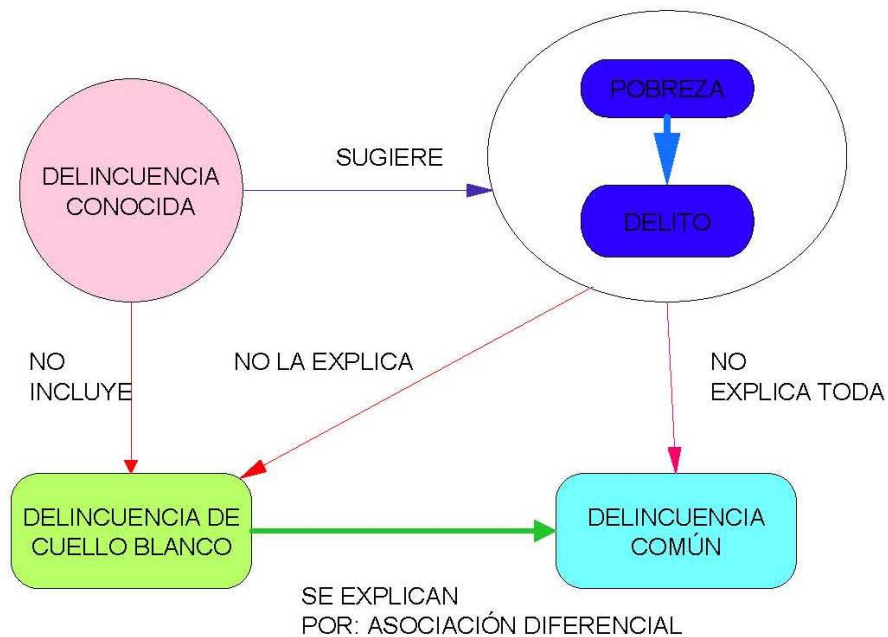 POBREZA
DELINCUENCIA
CONOCIDA
SUGIERE
DELITO
NO
INCLUYE
NO LA EXPLICA
NO
EXPLICA TODA
DELINCUENCIA DE
CUELLO BLANCO
DELINCUENCIA
COMÚN
SE EXPLICAN
POR: ASOCIACIÓN DIFERENCIAL